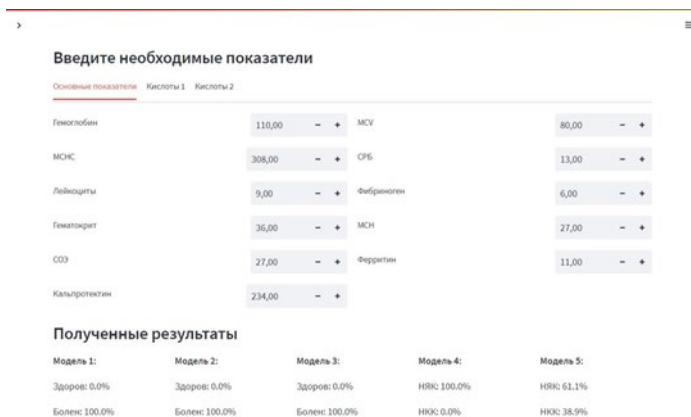 Введите необходимые показатели
Основные показатели Кислоты 1 Кислоты 2
Гемоглобин 110,00 − + MCV 80,00 − +
МСНС 308,00 − + СРБ 13,00 − +
Лейкоциты 9,00 − + Фибриноген 6,00 − +
Гематокрит 36,00 − + МСН 27,00 − +
СОЭ 27,00 − + Ферритин 11,00 − +
Кальпротектин 234,00 − +
Полученные результаты
Модель 1: Модель 2: Модель 3: Модель 4: Модель 5:
Здоров: 0.0% Здоров: 0.0% Здоров: 0.0% НЯК: 100.0% НЯК: 61.1%
Болен: 100.0% Болен: 100.0% Болен: 100.0% НКК: 0.0% НКК: 38.9%